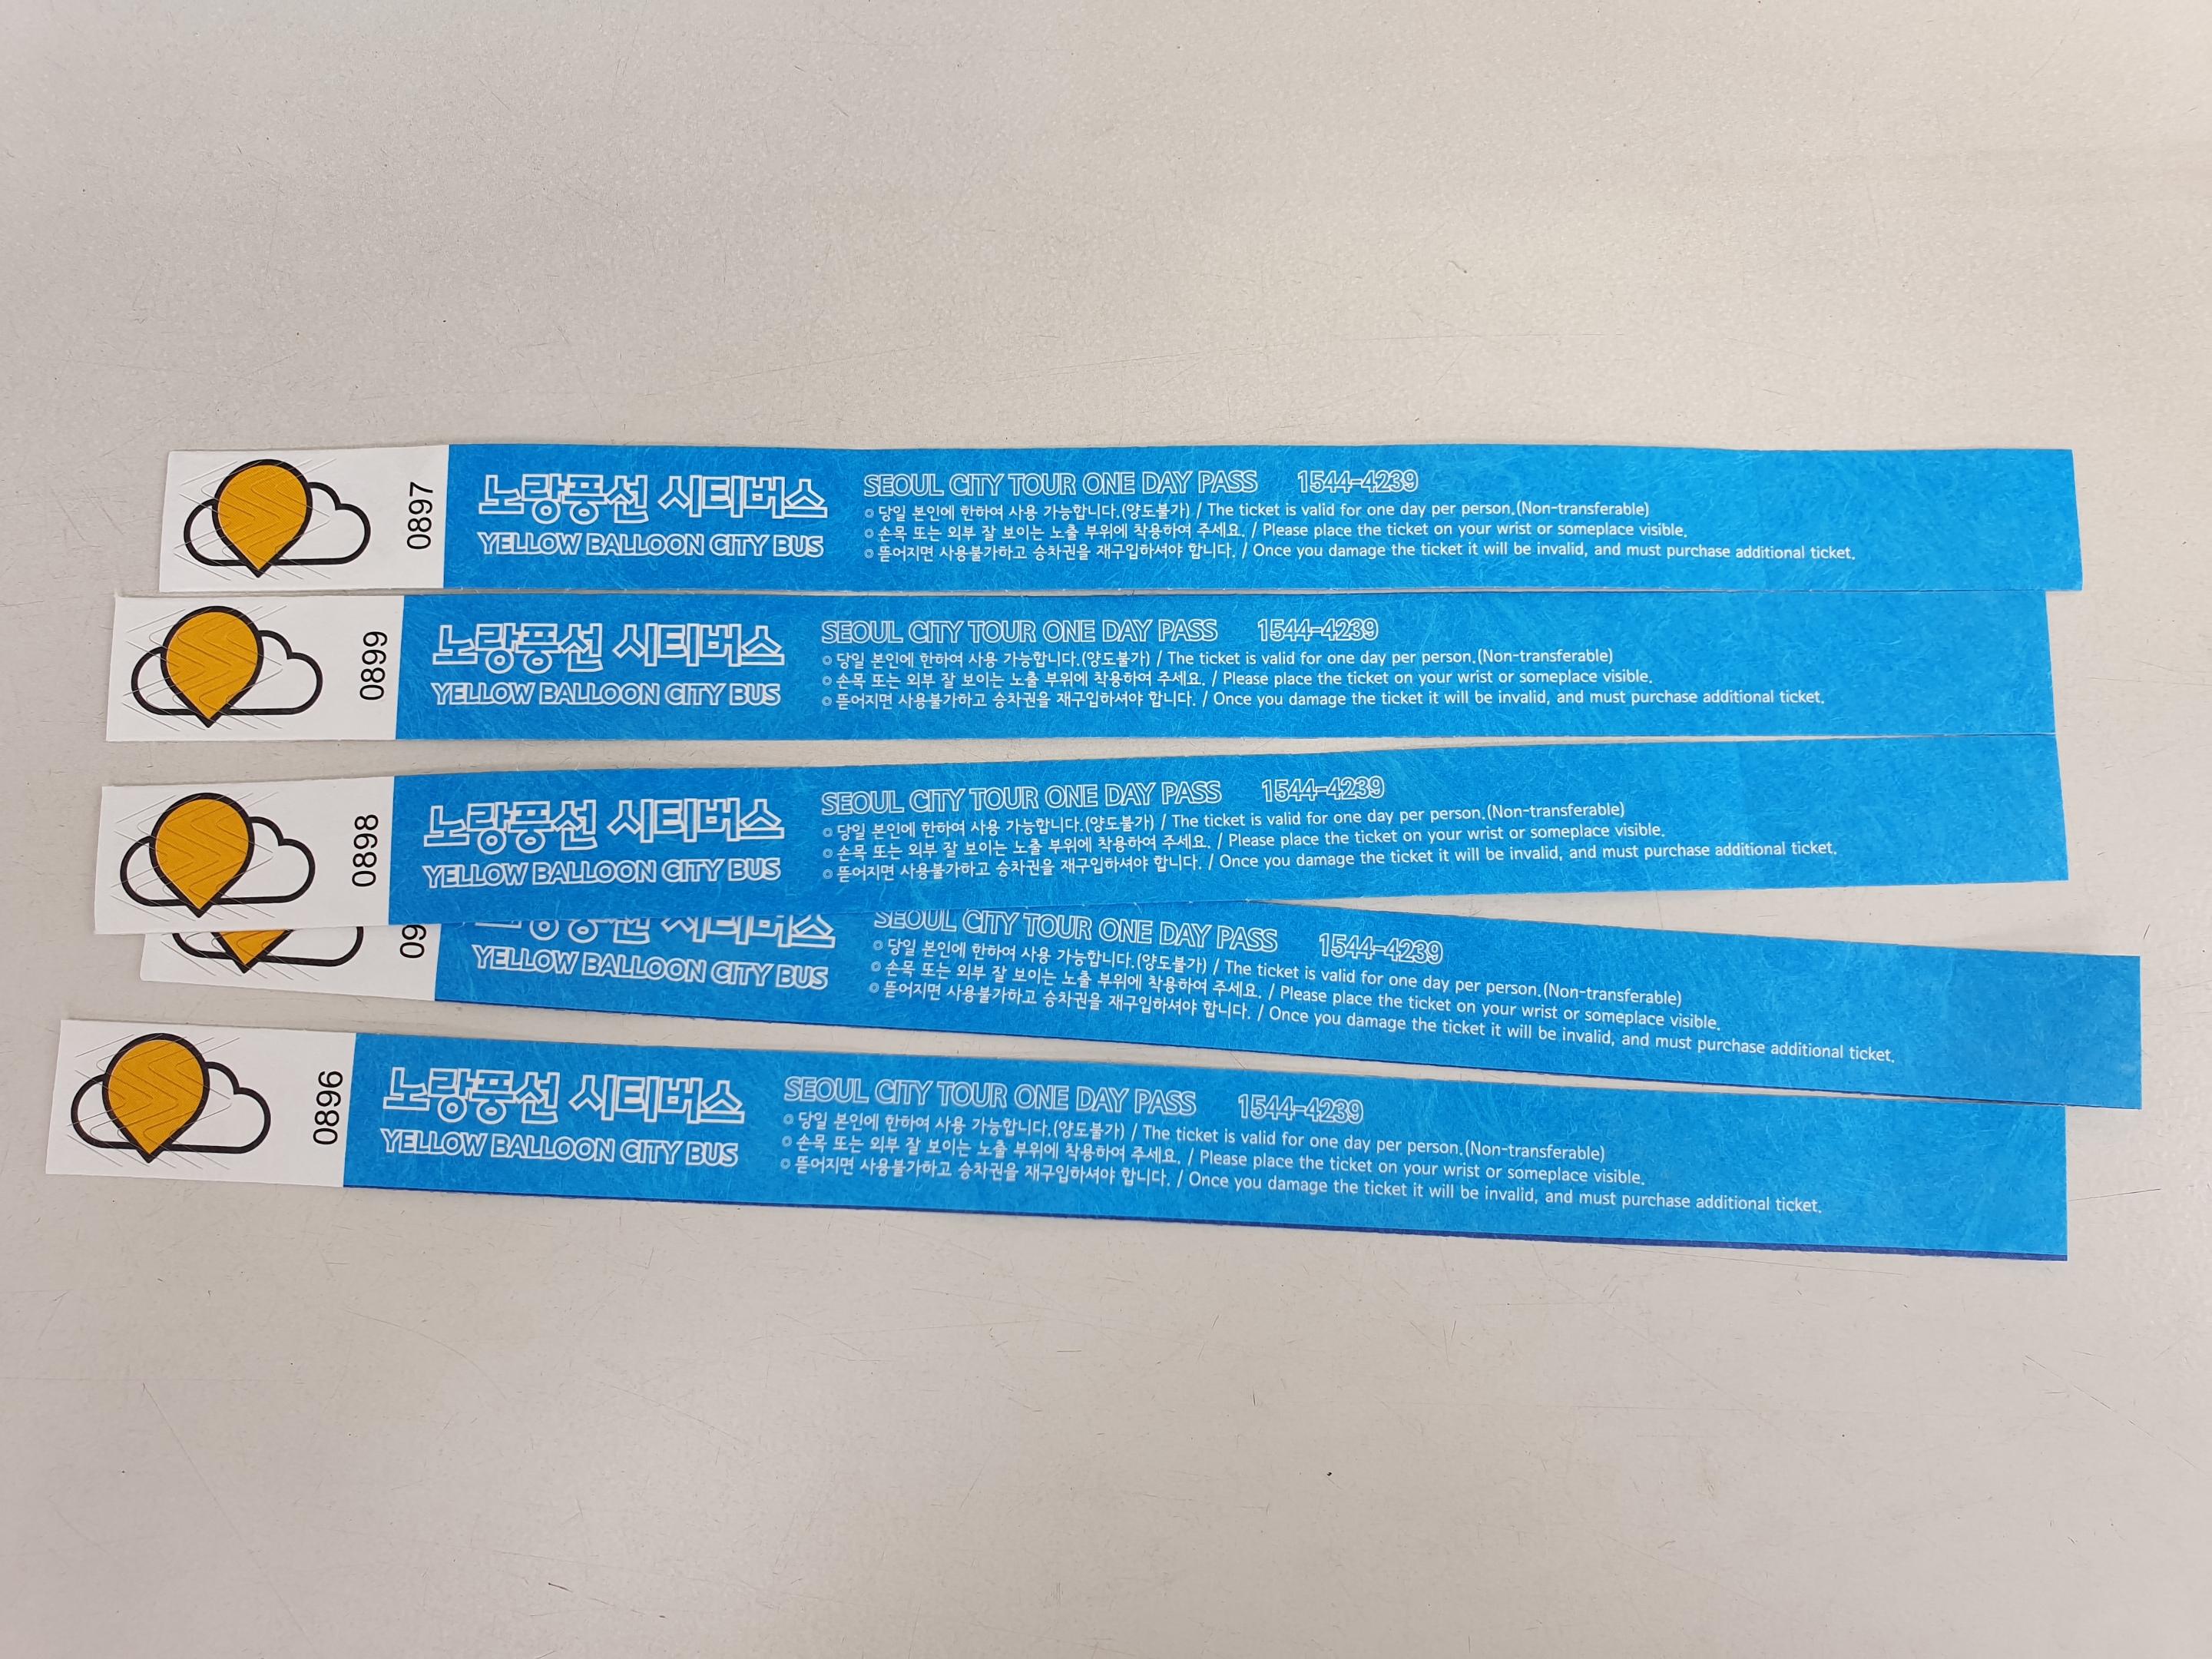 0897
노랑풍선 시티버스
YELLOW BALLOON CITY BUS
SEOUL CITY TOUR ONE DAY PASS 1544-4239
◎ 당일 본인에 한하여 사용 가능합니다.(양도불가) / The ticket is valid for one day per person.(Non-transferable)
◎ 손목 또는 외부 잘 보이는 노출 부위에 착용하여 주세요. / Please place the ticket on your wrist or someplace visible.
◎ 뜯어지면 사용불가하고 승차권을 재구입하셔야 합니다. / Once you damage the ticket it will be invalid, and must purchase additional ticket.
0899
노랑풍선 시티버스
YELLOW BALLOON CITY BUS
SEOUL CITY TOUR ONE DAY PASS 1544-4239
◎ 당일 본인에 한하여 사용 가능합니다.(양도불가) / The ticket is valid for one day per person.(Non-transferable)
◎ 손목 또는 외부 잘 보이는 노출 부위에 착용하여 주세요. / Please place the ticket on your wrist or someplace visible.
◎ 뜯어지면 사용불가하고 승차권을 재구입하셔야 합니다. / Once you damage the ticket it will be invalid, and must purchase additional ticket.
0898
노랑풍선 시티버스
YELLOW BALLOON CITY BUS
SEOUL CITY TOUR ONE DAY PASS 1544-4239
◎ 당일 본인에 한하여 사용 가능합니다.(양도불가) / The ticket is valid for one day per person.(Non-transferable)
◎ 손목 또는 외부 잘 보이는 노출 부위에 착용하여 주세요. / Please place the ticket on your wrist or someplace visible.
◎ 뜯어지면 사용불가하고 승차권을 재구입하셔야 합니다. / Once you damage the ticket it will be invalid, and must purchase additional ticket.
09
노랑풍선 시티버스
YELLOW BALLOON CITY BUS
SEOUL CITY TOUR ONE DAY PASS 1544-4239
◎ 당일 본인에 한하여 사용 가능합니다.(양도불가) / The ticket is valid for one day per person.(Non-transferable)
◎ 손목 또는 외부 잘 보이는 노출 부위에 착용하여 주세요. / Please place the ticket on your wrist or someplace visible.
◎ 뜯어지면 사용불가하고 승차권을 재구입하셔야 합니다. / Once you damage the ticket it will be invalid, and must purchase additional ticket.
0896
노랑풍선 시티버스
YELLOW BALLOON CITY BUS
SEOUL CITY TOUR ONE DAY PASS 1544-4239
◎ 당일 본인에 한하여 사용 가능합니다.(양도불가) / The ticket is valid for one day per person.(Non-transferable)
◎ 손목 또는 외부 잘 보이는 노출 부위에 착용하여 주세요. / Please place the ticket on your wrist or someplace visible.
◎ 뜯어지면 사용불가하고 승차권을 재구입하셔야 합니다. / Once you damage the ticket it will be invalid, and must purchase additional ticket.